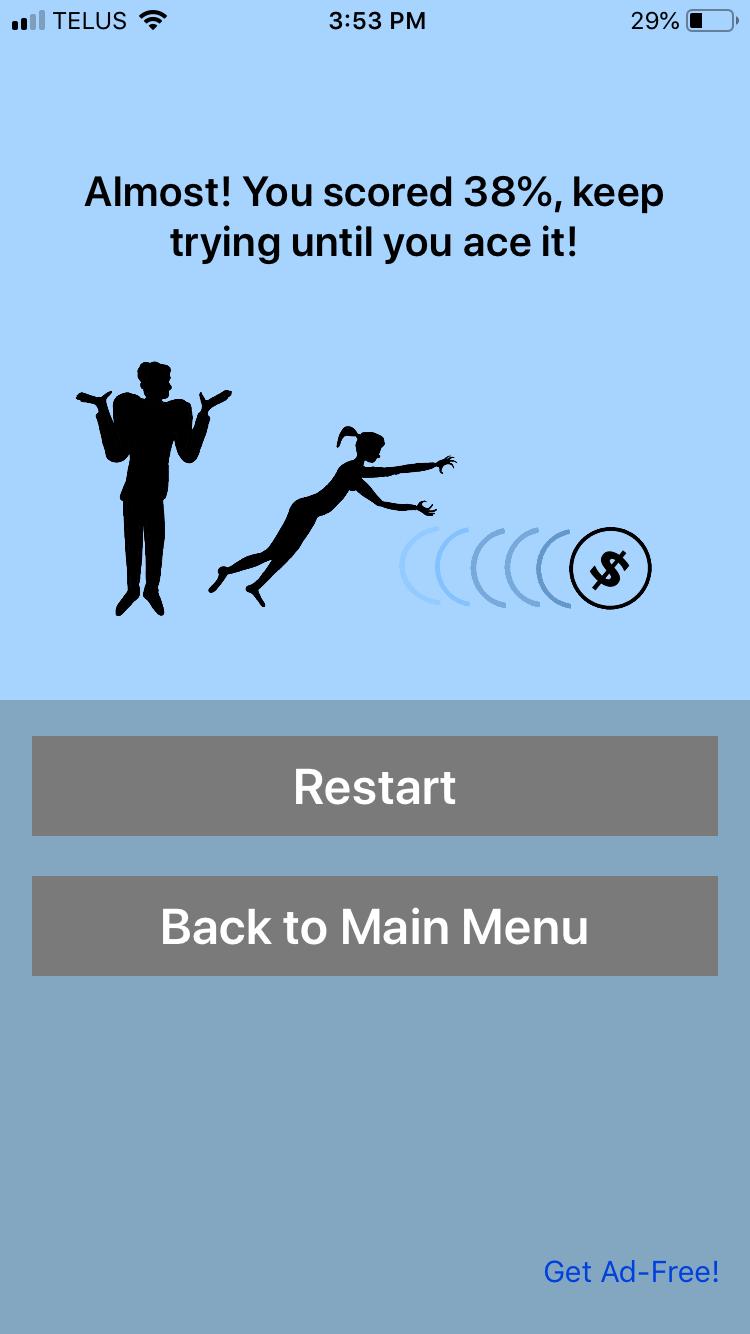 TELUS 3:53 PM 29%
Almost! You scored 38%, keep
trying until you ace it!
$
Restart
Back to Main Menu
Get Ad-Free!